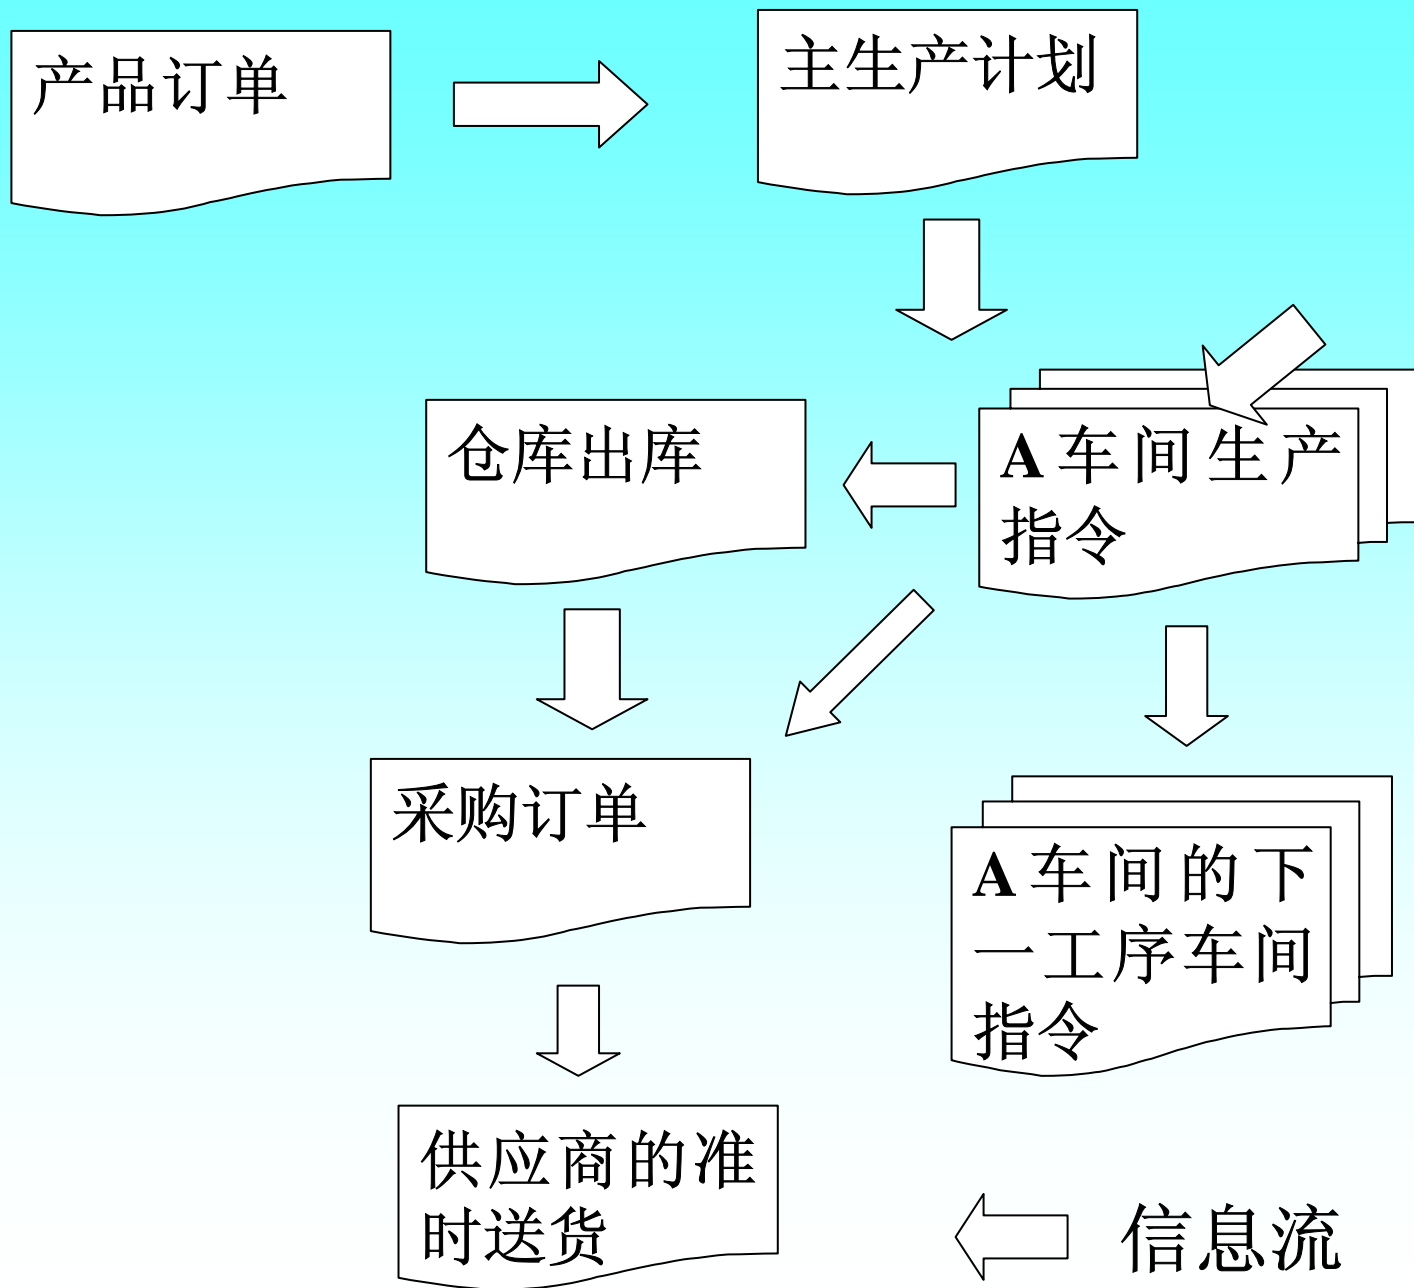 产品订单
主生产计划
仓库出库
A车间生产
指令
采购订单
A车间的下
一工序车间
指令
供应商的准
时送货
信息流